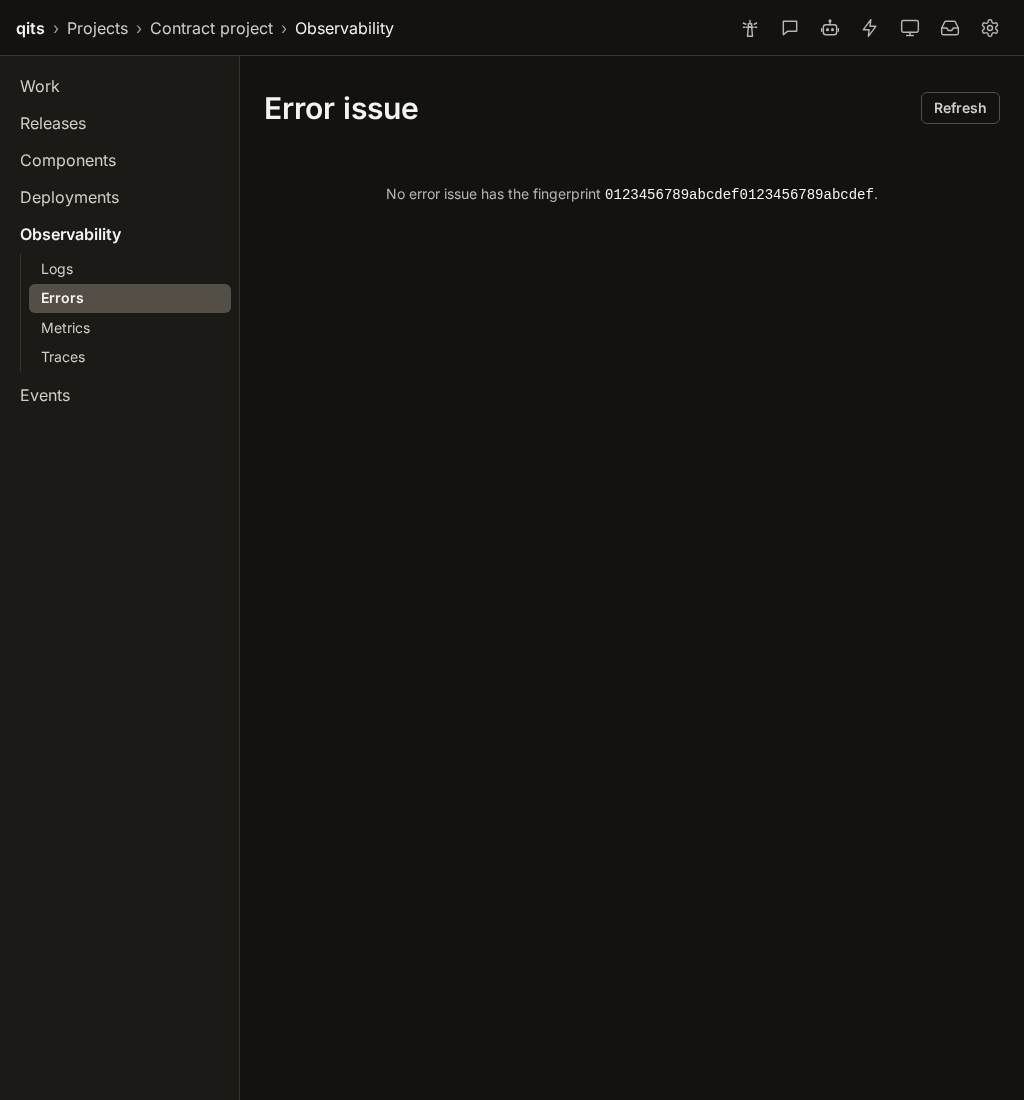 qits › Projects › Contract project › Observability
Work
Releases
Components
Deployments
Observability
Logs
Errors
Metrics
Traces
Events
Error issue
Refresh
No error issue has the fingerprint 0123456789abcdef0123456789abcdef.